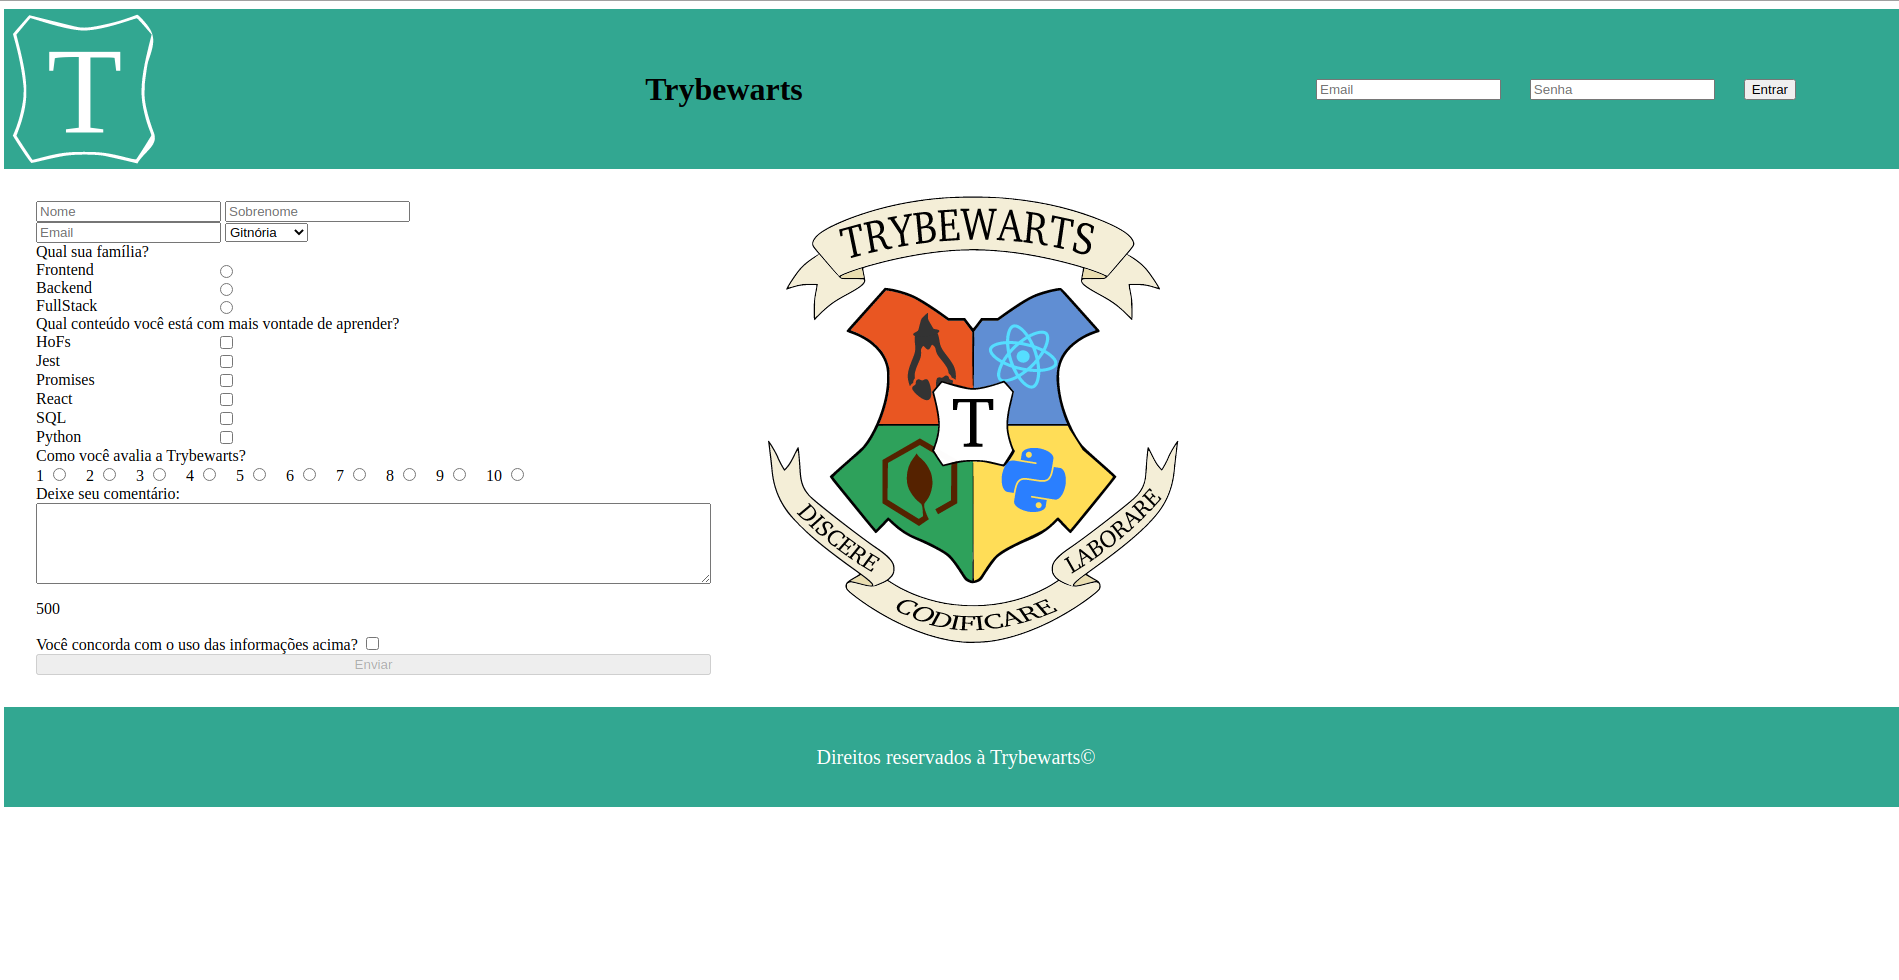 T
Trybewarts
Email Senha Entrar
Nome Sobrenome
Email Gitnória
Qual sua família?
Frontend
Backend
FullStack
Qual conteúdo você está com mais vontade de aprender?
HoFs
Jest
Promises
React
SQL
Python
Como você avalia a Trybewarts?
1 2 3 4 5 6 7 8 9 10
Deixe seu comentário:
500
Você concorda com o uso das informações acima?
Enviar
TRYBEWARTS
T
DISCERE
CODIFICARE
LABORARE
Direitos reservados à Trybewarts©